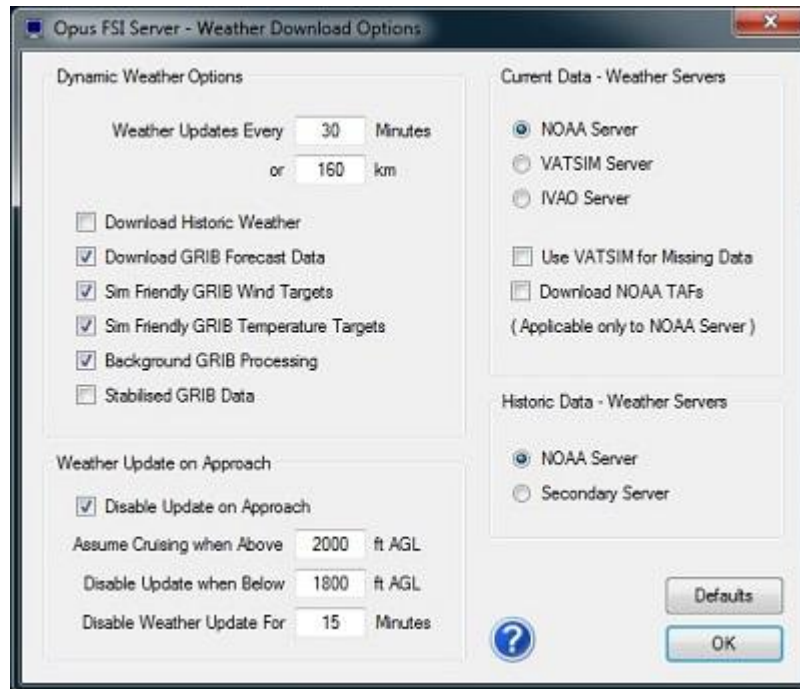 Opus FSI Server - Weather Download Options
Dynamic Weather Options
Weather Updates Every 30 Minutes
or 160 km
Download Historic Weather
Download GRIB Forecast Data
Sim Friendly GRIB Wind Targets
Sim Friendly GRIB Temperature Targets
Background GRIB Processing
Stabilised GRIB Data
Weather Update on Approach
Disable Update on Approach
Assume Cruising when Above 2000 ft AGL
Disable Update when Below 1800 ft AGL
Disable Weather Update For 15 Minutes
Current Data - Weather Servers
NOAA Server
VATSIM Server
IVAO Server
Use VATSIM for Missing Data
Download NOAA TAFs
( Applicable only to NOAA Server )
Historic Data - Weather Servers
NOAA Server
Secondary Server
Defaults
?
OK